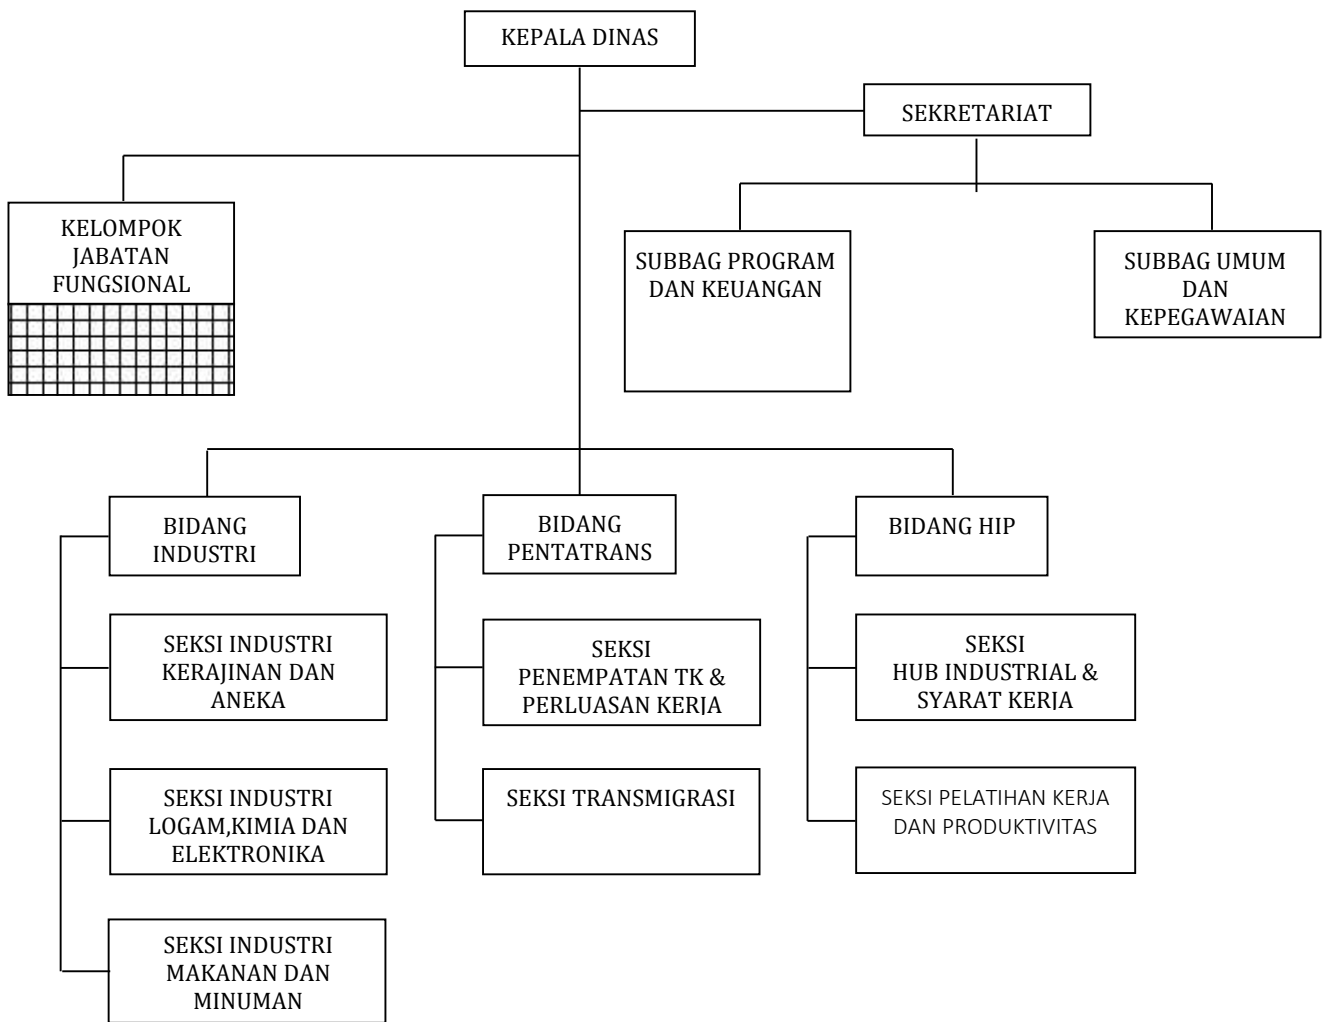 KEPALA DINAS
SEKRETARIAT
KELOMPOK
JABATAN
FUNGSIONAL
SUBBAG PROGRAM
DAN KEUANGAN
SUBBAG UMUM
DAN
KEPEGAWAIAN
BIDANG
INDUSTRI
BIDANG
PENTATRANS
BIDANG HIP
SEKSI INDUSTRI
KERAJINAN DAN
ANEKA
SEKSI
PENEMPATAN TK &
PERLUASAN KERJA
SEKSI
HUB INDUSTRIAL &
SYARAT KERJA
SEKSI INDUSTRI
LOGAM,KIMIA DAN
ELEKTRONIKA
SEKSI TRANSMIGRASI
SEKSI PELATIHAN KERJA
DAN PRODUKTIVITAS
SEKSI INDUSTRI
MAKANAN DAN
MINUMAN